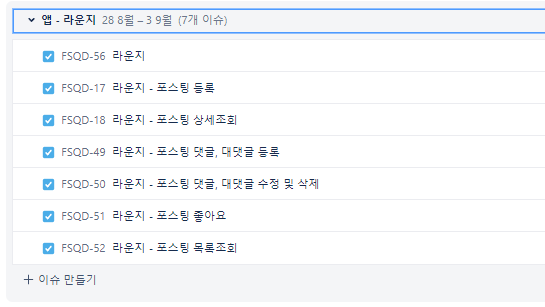 앱 - 라운지 28 8월 – 3 9월 (7개 이슈)
FSQD-56 라운지
FSQD-17 라운지 - 포스팅 등록
FSQD-18 라운지 - 포스팅 상세조회
FSQD-49 라운지 - 포스팅 댓글, 대댓글 등록
FSQD-50 라운지 - 포스팅 댓글, 대댓글 수정 및 삭제
FSQD-51 라운지 - 포스팅 좋아요
FSQD-52 라운지 - 포스팅 목록조회
+ 이슈 만들기